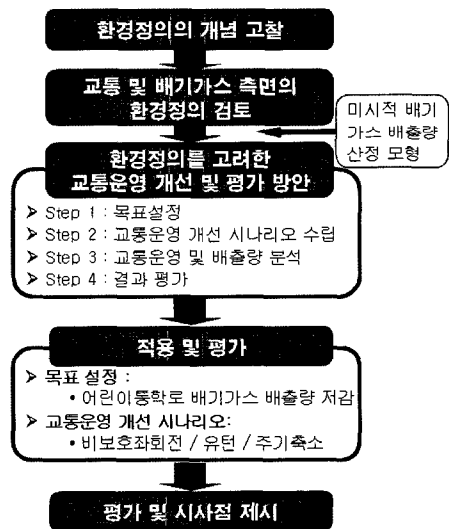 환경정의의 개념 고찰
교통 및 배기가스 측면의
환경정의 검토
미시적 배기
가스 배출량
산정 모형
환경정의를 고려한
교통운영 개선 및 평가 방안
➤ Step 1 : 목표설정
➤ Step 2 : 교통운영 개선 시나리오 수립
➤ Step 3 : 교통운영 및 배출량 분석
➤ Step 4 : 결과 평가
적용 및 평가
➤ 목표 설정 :
• 어린이통학로 배기가스 배출량 저감
➤ 교통운영 개선 시나리오:
• 비보호좌회전 / 유턴 / 주기축소
평가 및 시사점 제시